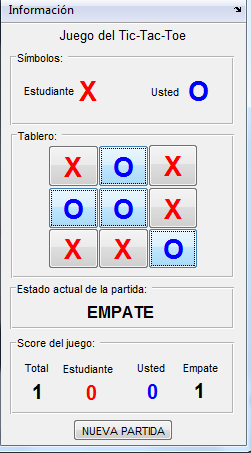 Información
Juego del Tic-Tac-Toe
Símbolos:
Estudiante X Usted O
Tablero:
X O X
O O X
X X O
Estado actual de la partida:
EMPATE
Score del juego:
Total Estudiante Usted Empate
1 0 0 1
NUEVA PARTIDA